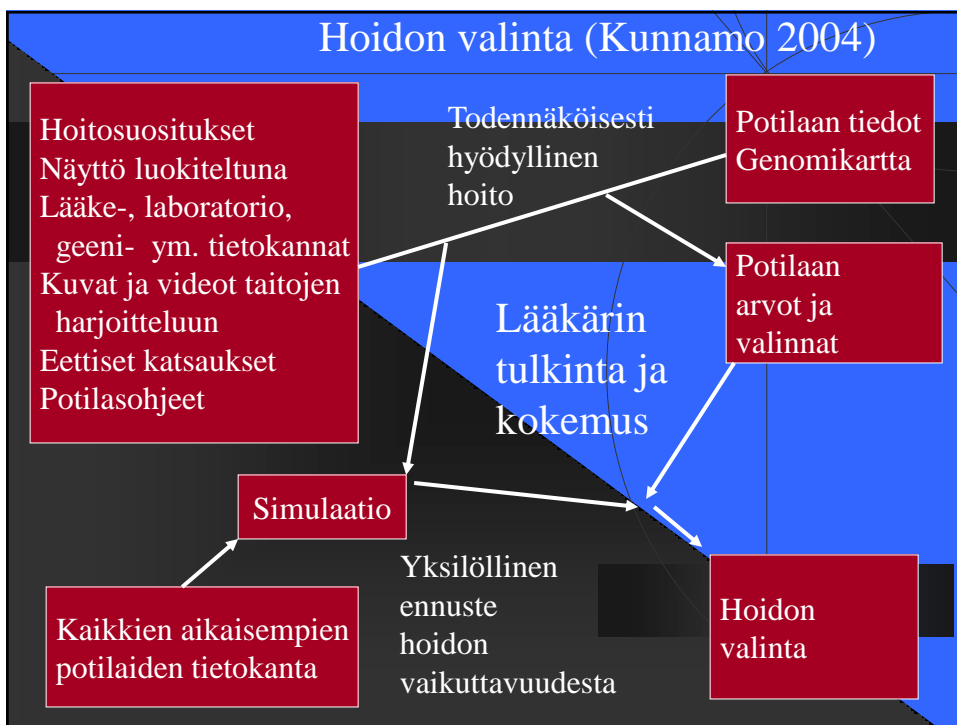 Hoidon valinta (Kunnamo 2004)
Hoitosuositukset
Näyttö luokiteltuna
Lääke-, laboratorio,
geeni- ym. tietokannat
Kuvat ja videot taitojen
harjoitteluun
Eettiset katsaukset
Potilasohjeet
Todennäköisesti
hyödyllinen
hoito
Potilaan tiedot
Genomikartta
Potilaan
arvot ja
valinnat
Lääkärin
tulkinta ja
kokemus
Simulaatio
Kaikkien aikaisempien
potilaiden tietokanta
Yksilöllinen
ennuste
hoidon
vaikuttavuudesta
Hoidon
valinta